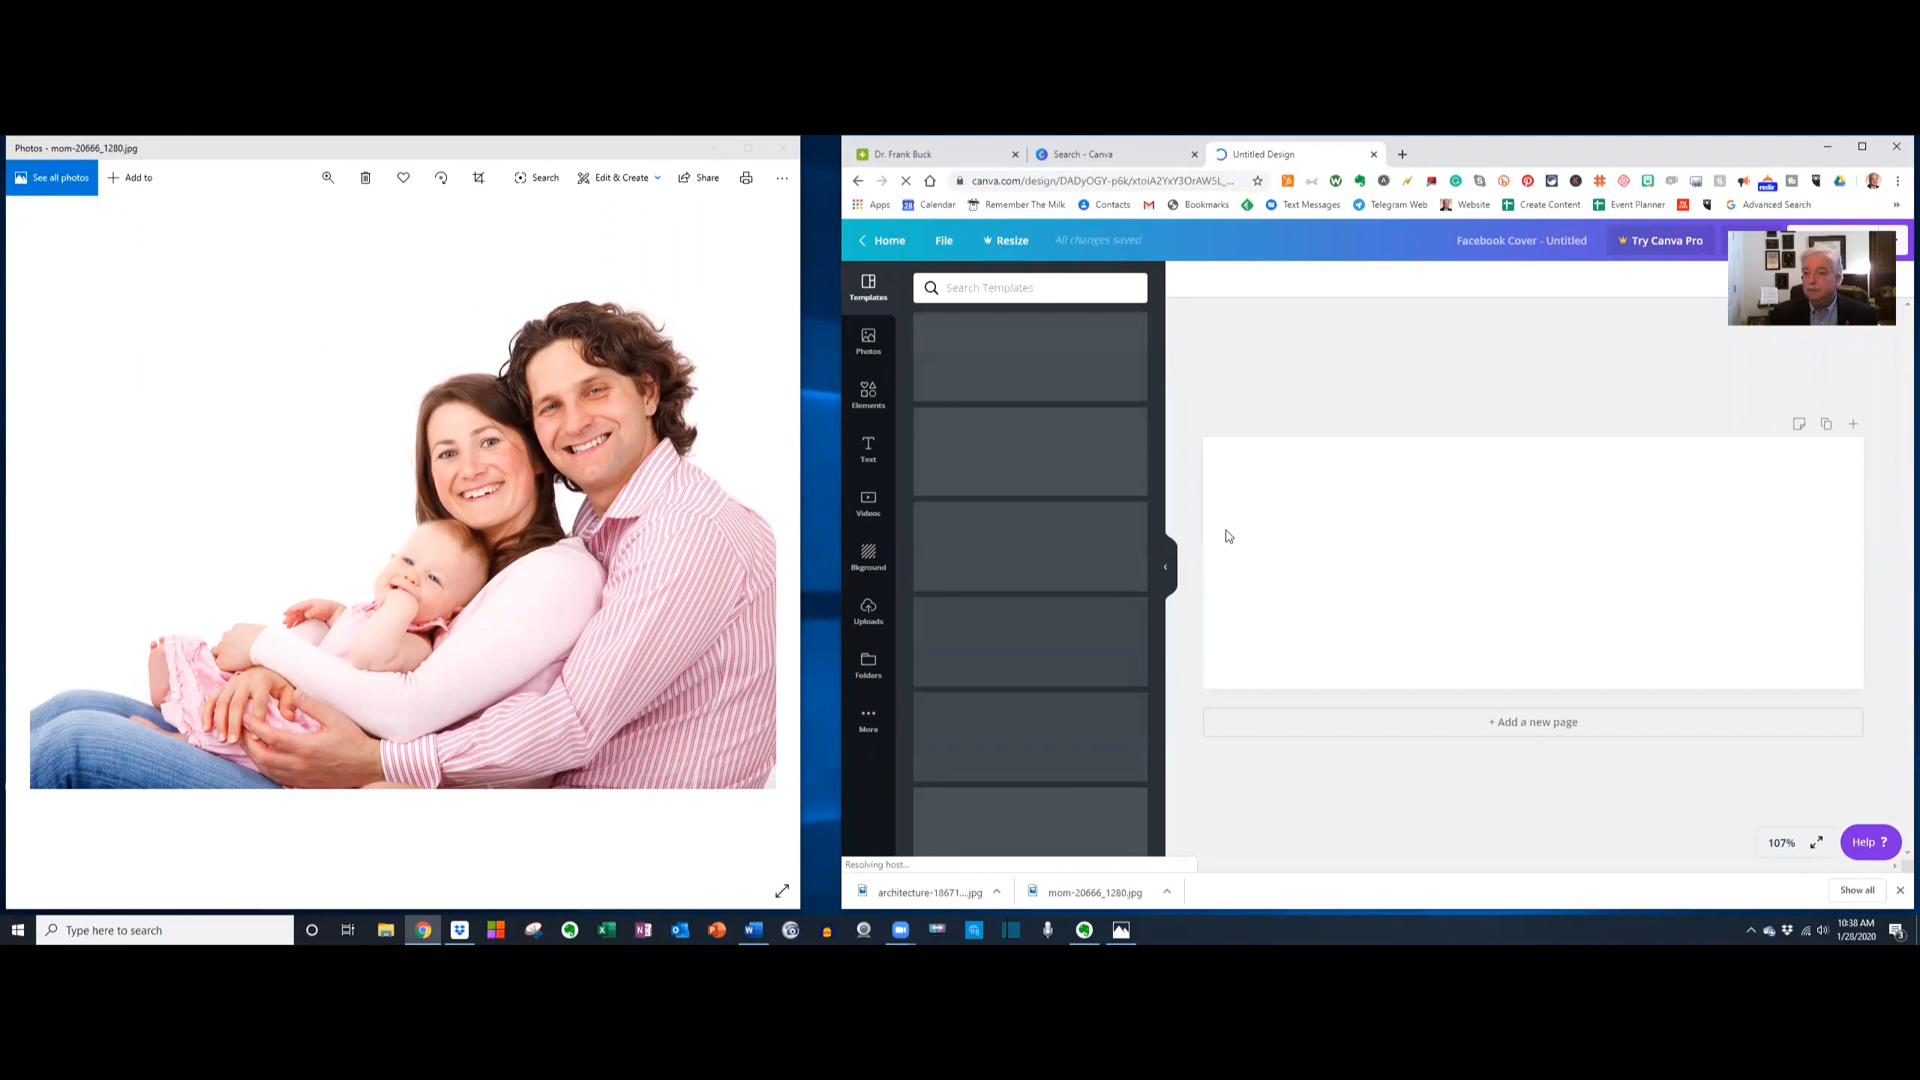 Photos - mom-20666_1280.jpg
See all photos
Add to
Search
Edit & Create
Share
Dr. Frank Buck
Search - Canva
Untitled Design
canva.com/design/DADyOGY-p6k/xtoiA2YxY3OrAW5L_...
Apps
Calendar
Remember The Milk
Contacts
Bookmarks
Text Messages
Telegram Web
Website
Create Content
Event Planner
Advanced Search
Home
File
Resize
All changes saved
Facebook Cover - Untitled
Try Canva Pro
Templates
Search Templates
Photos
Elements
Text
Videos
Bkground
Uploads
Folders
More
+ Add a new page
107%
Help ?
Resolving host...
architecture-18671....jpg
mom-20666_1280.jpg
Show all
Type here to search
10:38 AM
1/28/2020